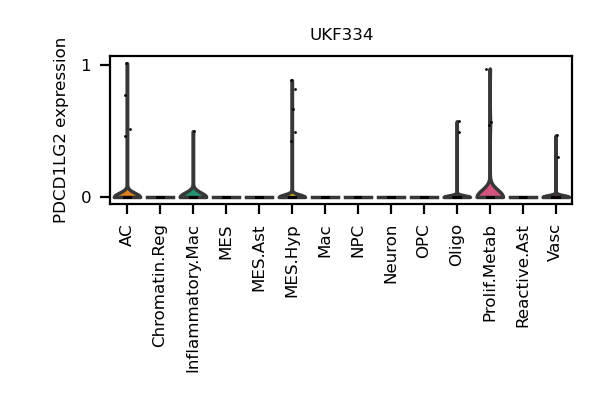 UKF334
PDCD1LG2 expression
1
0
AC
Chromatin.Reg
Inflammatory.Mac
MES
MES.Ast
MES.Hyp
Mac
NPC
Neuron
OPC
Oligo
Prolif.Metab
Reactive.Ast
Vasc